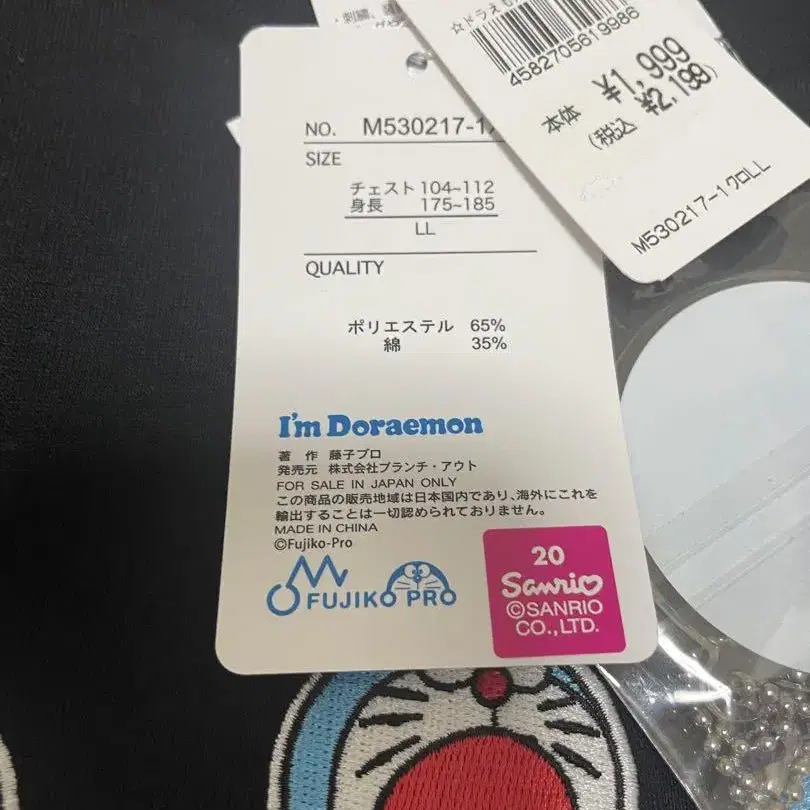 ☆ドラえも
4582705619986
本体 ¥1,999
(税込 ¥2,199)
M530217-1クロLL
NO. M530217-1
SIZE
チェスト 104~112
身長 175~185
LL
QUALITY
ポリエステル 65%
綿 35%
I'm Doraemon
著 作 藤子プロ
発売元 株式会社ブランチ・アウト
FOR SALE IN JAPAN ONLY
この商品の販売地域は日本国内であり、海外にこれを
輸出することは一切認められておりません。
MADE IN CHINA
©Fujiko-Pro
FUJIKO PRO
20
Sanrio
©SANRIO
CO., LTD.